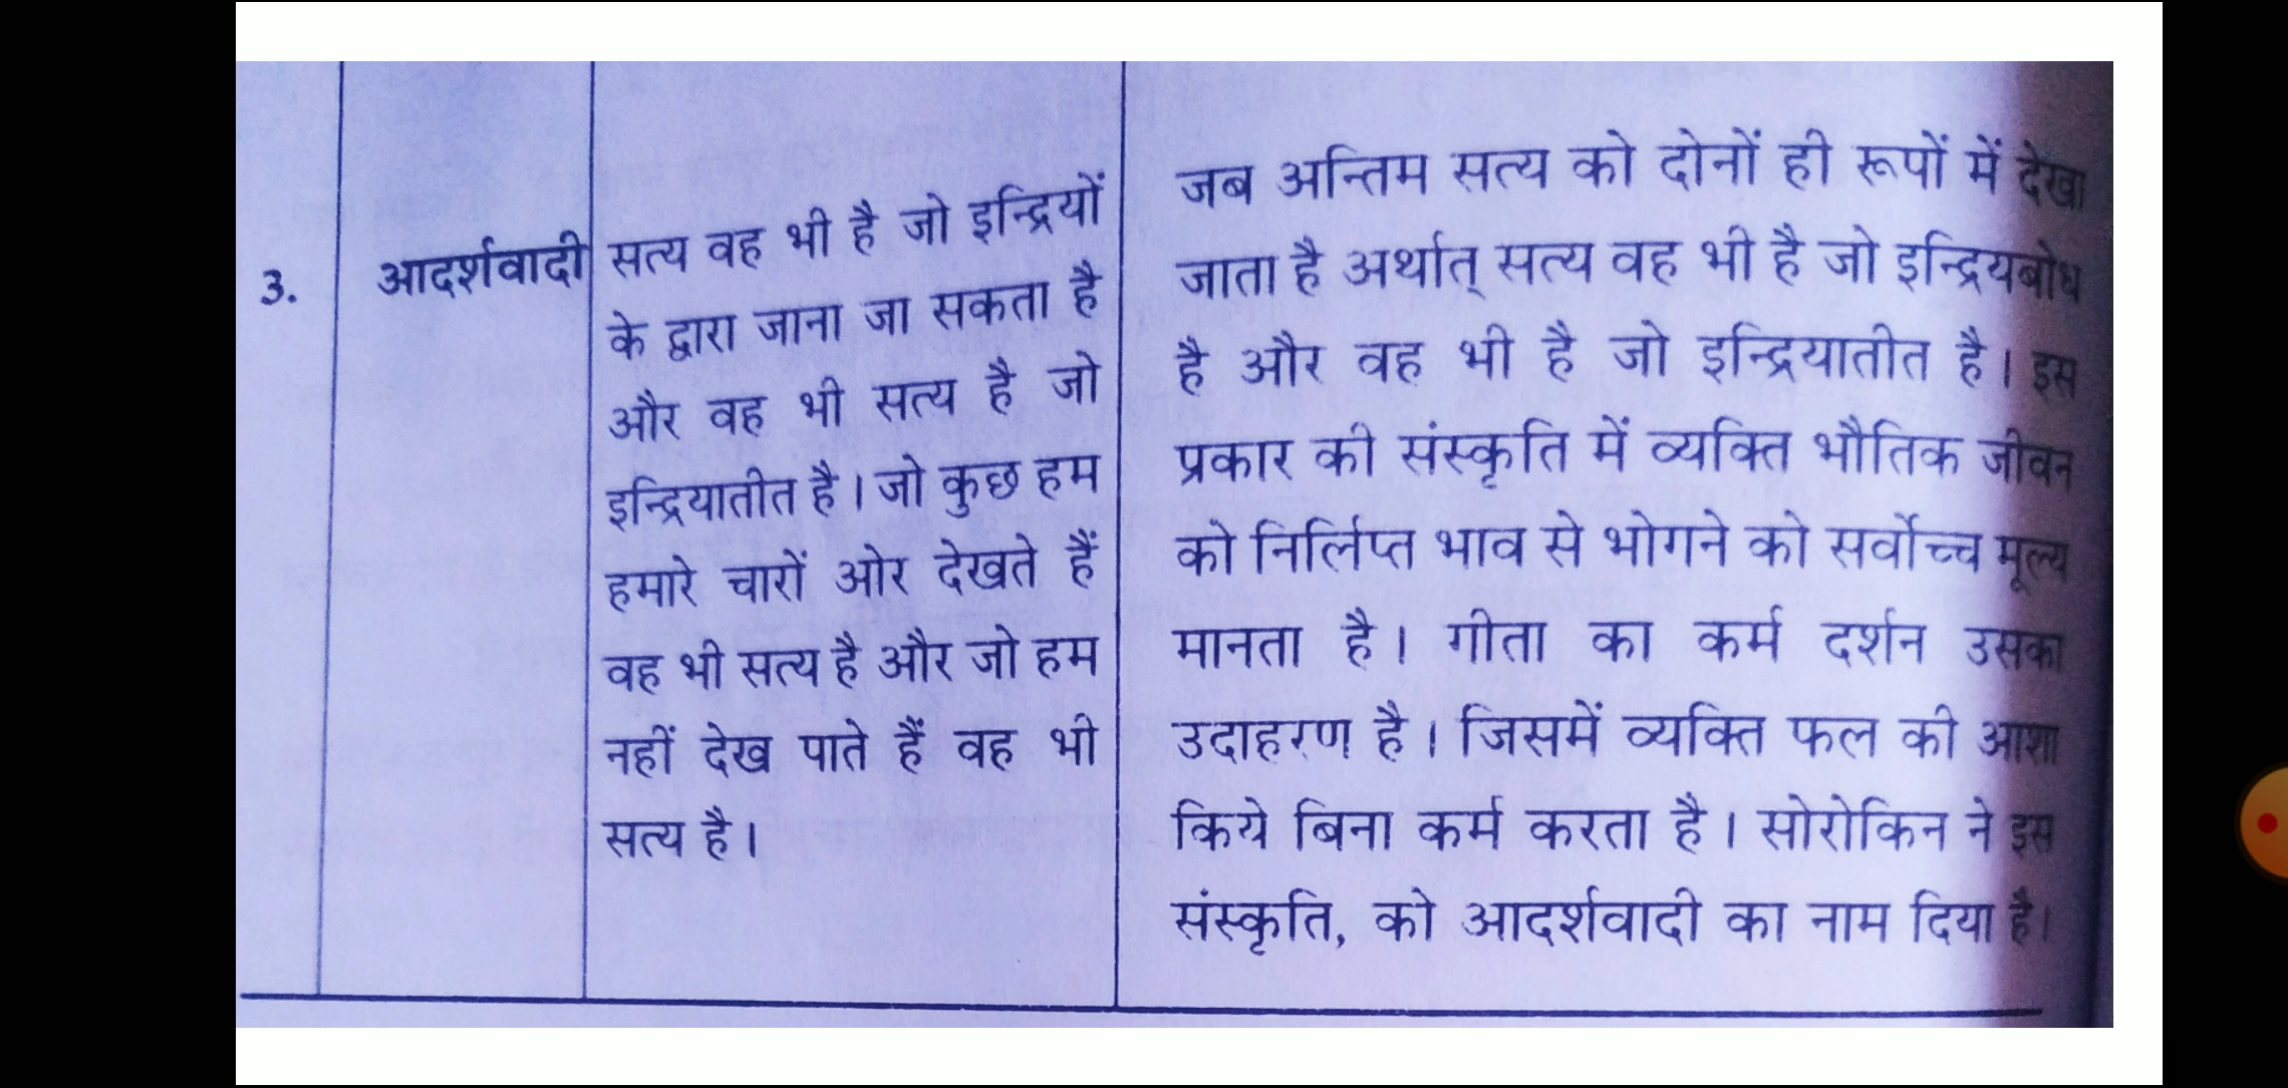 3.
आदर्शवादी
सत्य वह भी है जो इन्द्रियों
के द्वारा जाना जा सकता है
और वह भी सत्य है जो
इन्द्रियातीत है। जो कुछ हम
हमारे चारों ओर देखते हैं
वह भी सत्य है और जो हम
नहीं देख पाते हैं वह भी
सत्य है।
जब अन्तिम सत्य को दोनों ही रूपों में देखा
जाता है अर्थात् सत्य वह भी है जो इन्द्रियबोध
है और वह भी है जो इन्द्रियातीत है। इस
प्रकार की संस्कृति में व्यक्ति भौतिक जीवन
को निर्लिप्त भाव से भोगने को सर्वोच्च मूल्य
मानता है। गीता का कर्म दर्शन उसका
उदाहरण है। जिसमें व्यक्ति फल की आशा
किये बिना कर्म करता है। सोरोकिन ने इस
संस्कृति, को आदर्शवादी का नाम दिया है।